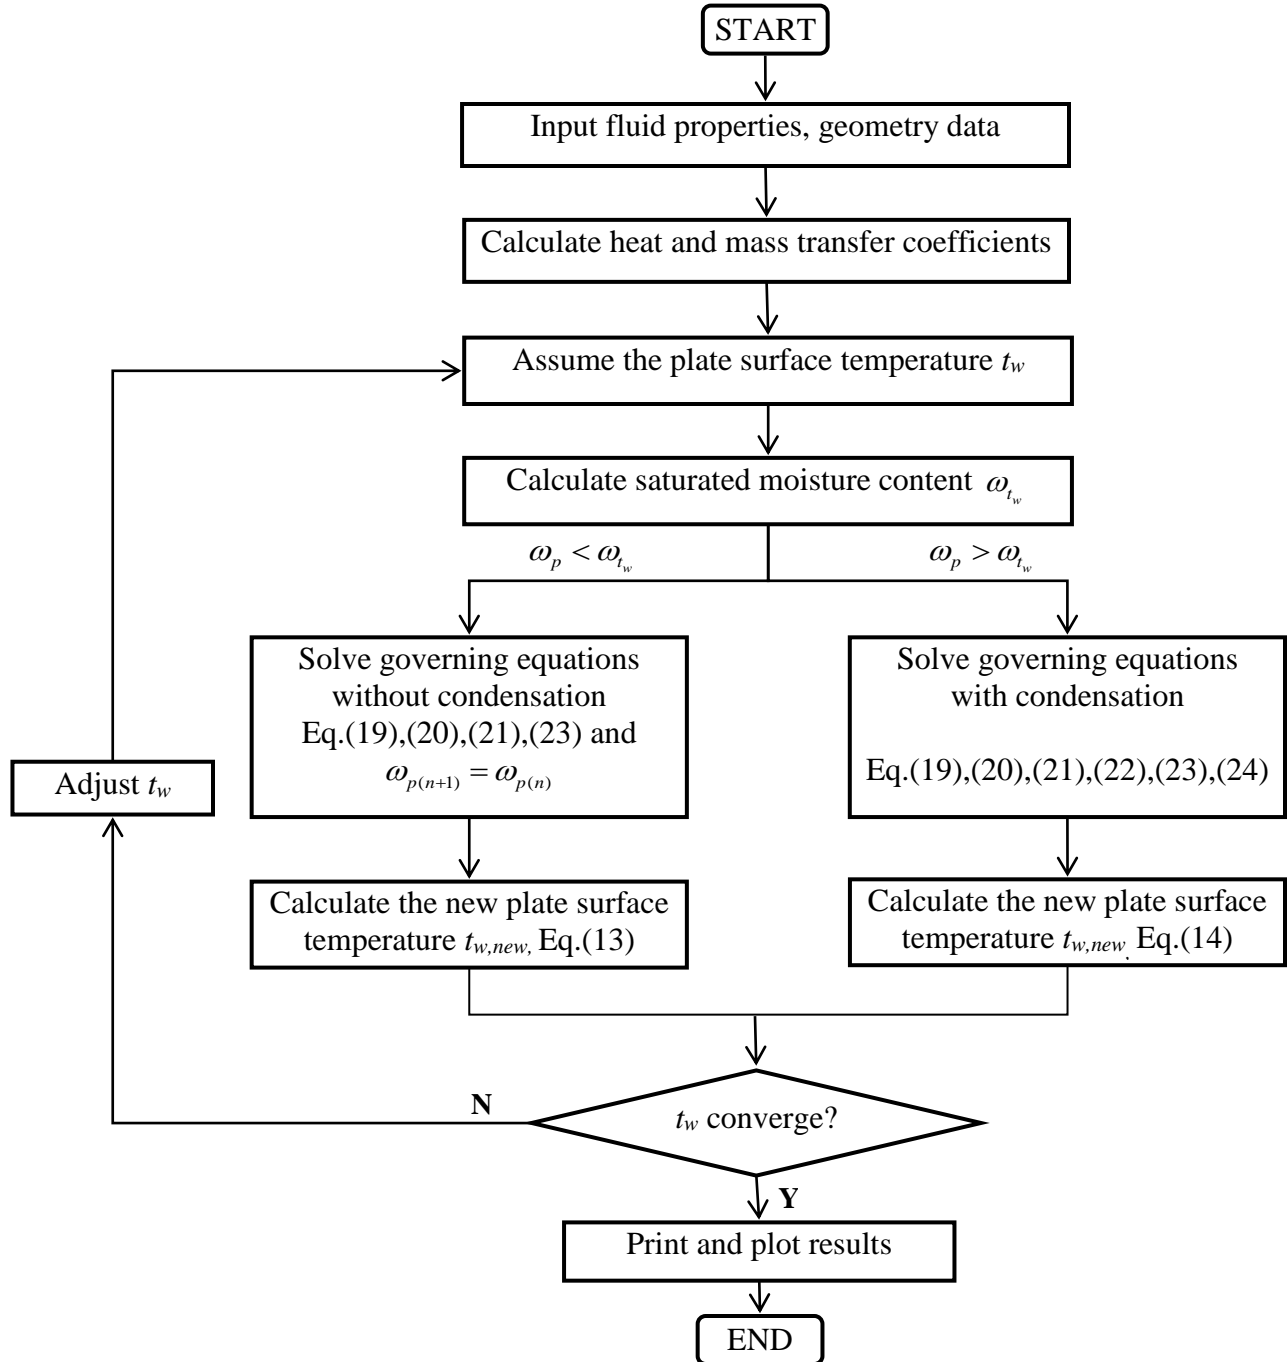 START
Input fluid properties, geometry data
Calculate heat and mass transfer coefficients
Assume the plate surface temperature t_w
Calculate saturated moisture content ω_{t_w}
ω_p < ω_{t_w}
ω_p > ω_{t_w}
Solve governing equations
without condensation
Eq.(19),(20),(21),(23) and
ω_{p(n+1)} = ω_{p(n)}
Solve governing equations
with condensation
Eq.(19),(20),(21),(22),(23),(24)
Adjust t_w
Calculate the new plate surface
temperature t_{w,new}, Eq.(13)
Calculate the new plate surface
temperature t_{w,new}, Eq.(14)
N
t_w converge?
Y
Print and plot results
END